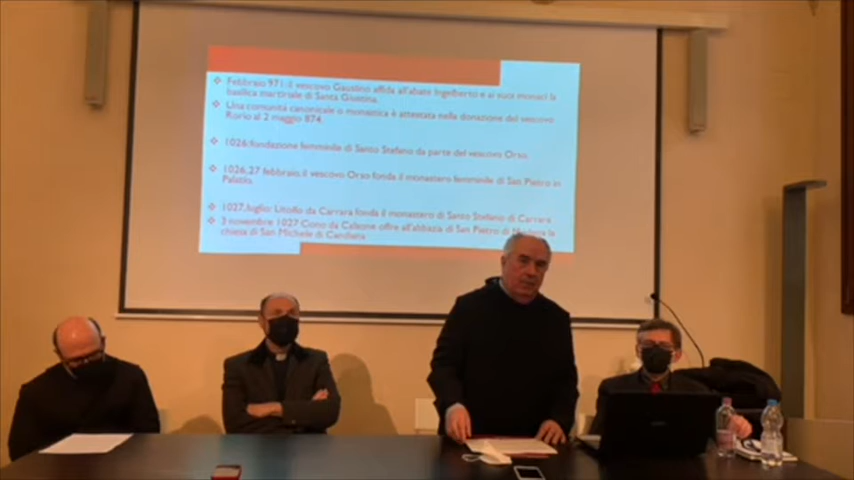 Febbraio 971: il vescovo Gauslino affida all'abate Ingelberto e ai suoi monaci la
basilica martiriale di Santa Giustina.
Una comunità canonicale o monastica è attestata nella donazione del vescovo
Rorio al 2 maggio 874.
1026: fondazione femminile di Santo Stefano da parte del vescovo Orso.
1026, 27 febbraio, il vescovo Orso fonda il monastero femminile di San Pietro in
Palatio.
1027, luglio: Litolfo da Carrara fonda il monastero di Santo Stefano di Carrara.
3 novembre 1027 Cono da Calaone offre all'abbazia di San Pietro di la
chiesa di San Michele di Candiana